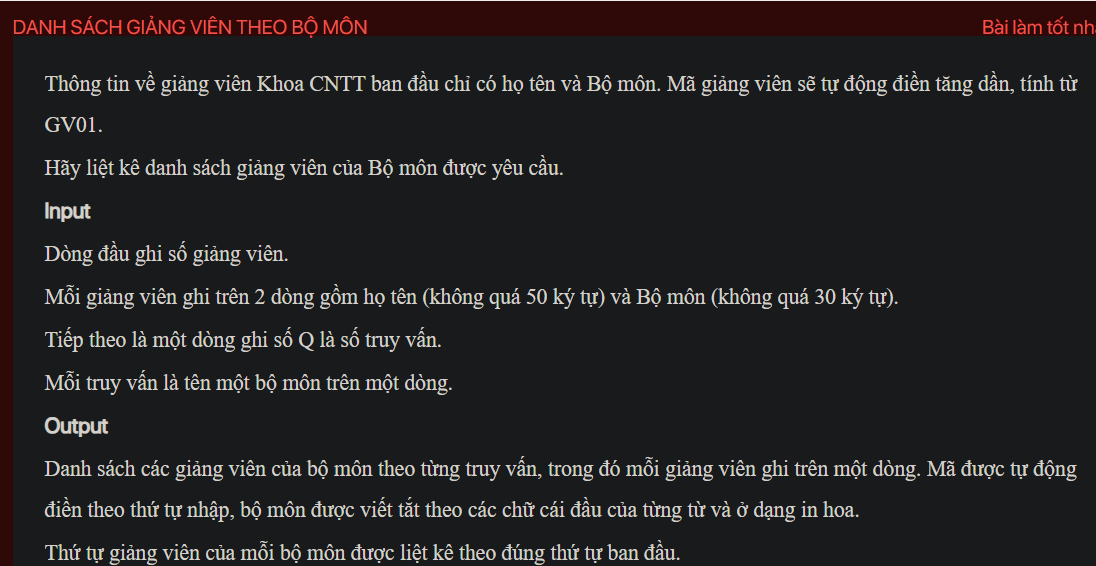 DANH SÁCH GIẢNG VIÊN THEO BỘ MÔN
Bài làm tốt
Thông tin về giảng viên Khoa CNTT ban đầu chỉ có họ tên và Bộ môn. Mã giảng viên sẽ tự động điền tăng dần, tính từ
GV01.
Hãy liệt kê danh sách giảng viên của Bộ môn được yêu cầu.
Input
Dòng đầu ghi số giảng viên.
Mỗi giảng viên ghi trên 2 dòng gồm họ tên (không quá 50 ký tự) và Bộ môn (không quá 30 ký tự).
Tiếp theo là một dòng ghi số Q là số truy vấn.
Mỗi truy vấn là tên một bộ môn trên một dòng.
Output
Danh sách các giảng viên của bộ môn theo từng truy vấn, trong đó mỗi giảng viên ghi trên một dòng. Mã được tự động
điền theo thứ tự nhập, bộ môn được viết tắt theo các chữ cái đầu của từng từ và ở dạng in hoa.
Thứ tự giảng viên của mỗi bộ môn được liệt kê theo đúng thứ tự ban đầu.